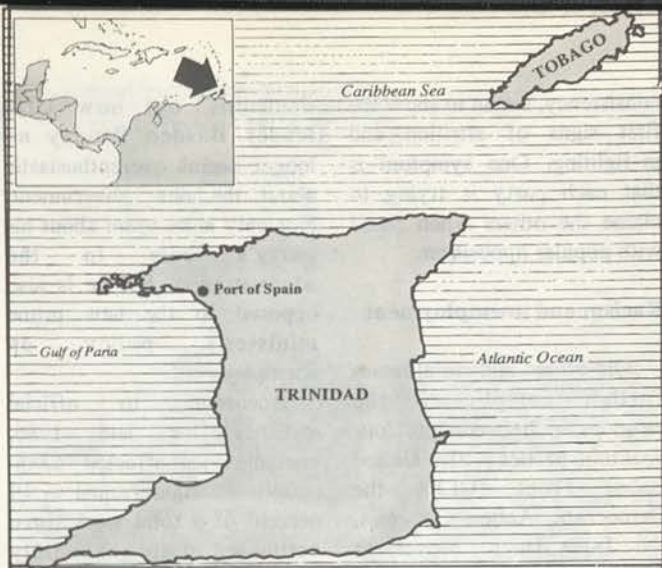 TOBAGO
Caribbean Sea
Port of Spain
Gulf of Paria
Atlantic Ocean
TRINIDAD